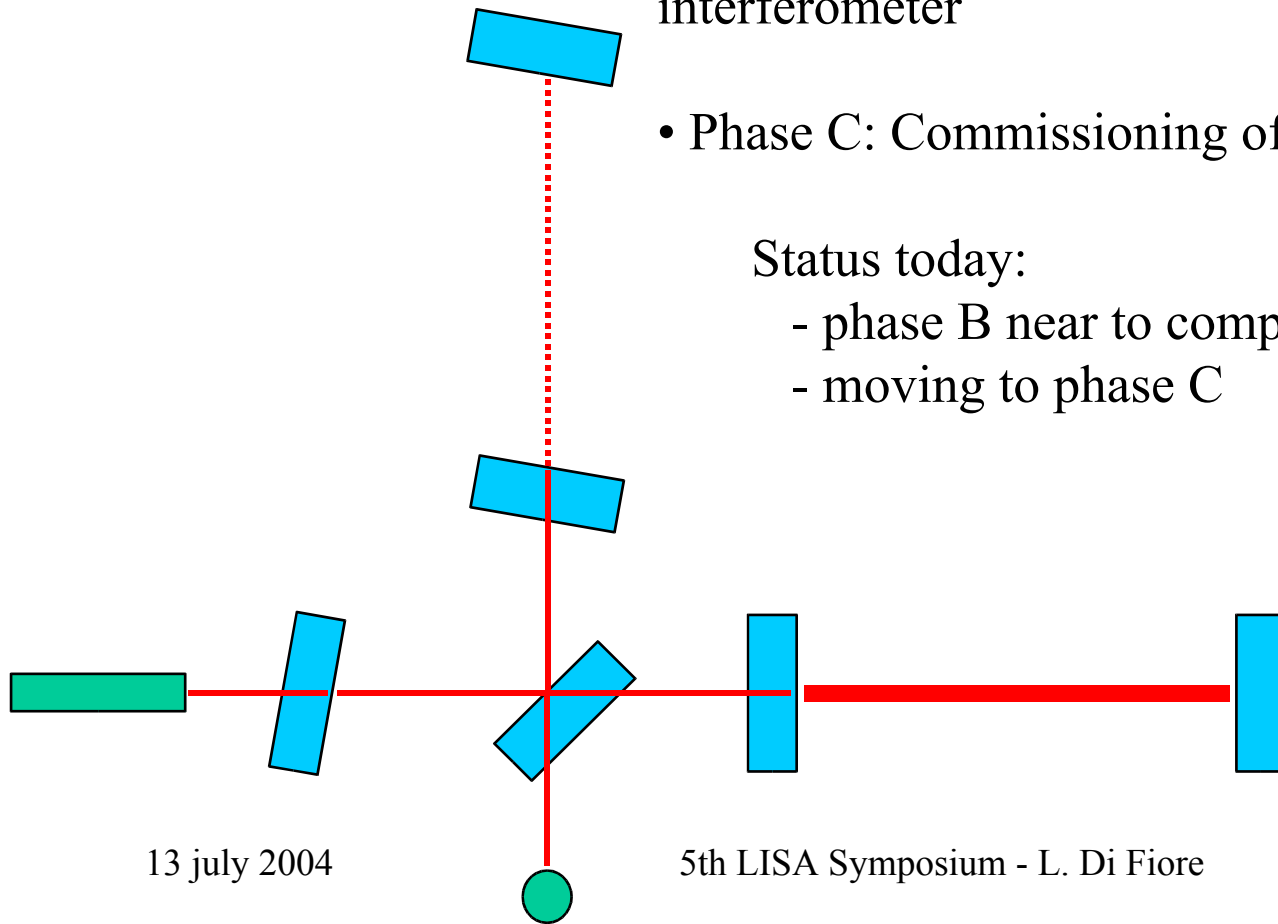 interferometer
• Phase C: Commissioning of
Status today:
- phase B near to comp
- moving to phase C
13 july 2004
5th LISA Symposium - L. Di Fiore